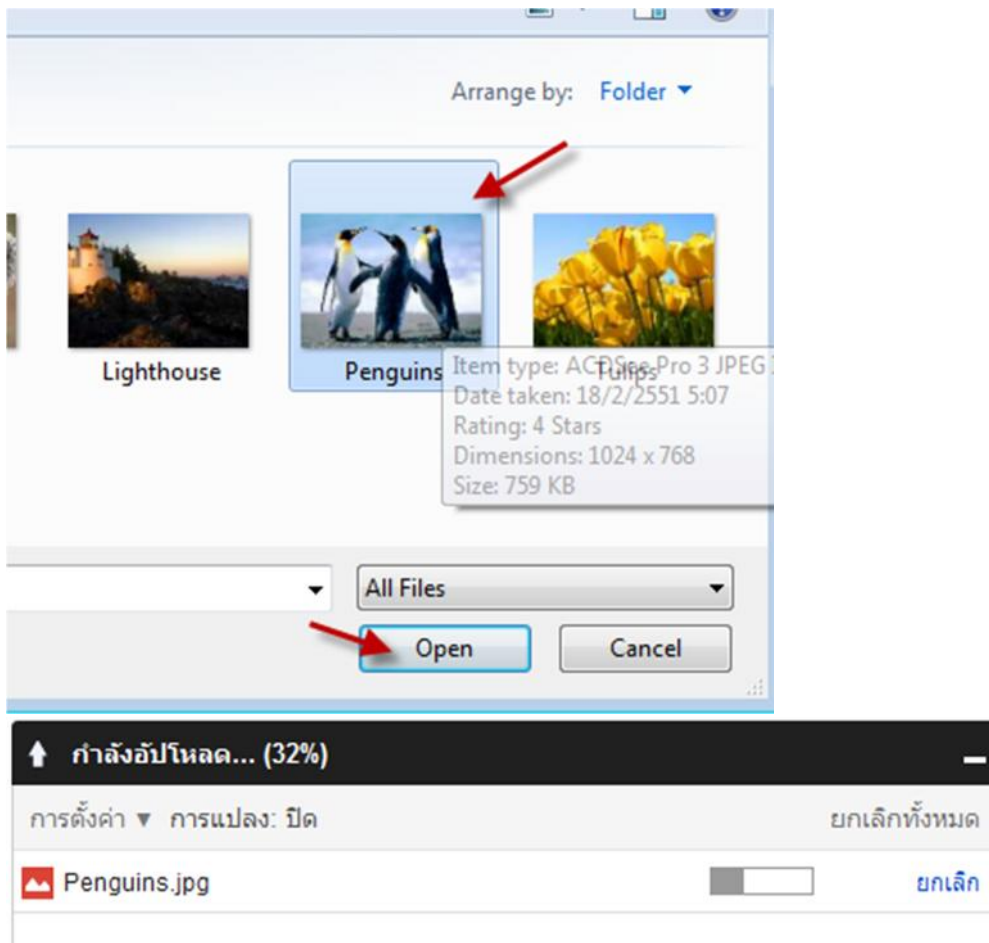 Arrange by: Folder
Lighthouse
Penguins
Tulips
Item type: ACDSee Pro 3 JPEG
Date taken: 18/2/2551 5:07
Rating: 4 Stars
Dimensions: 1024 x 768
Size: 759 KB
All Files
Open Cancel
กำลังอัปโหลด... (32%)
การตั้งค่า การแปลง: ปิด ยกเลิกทั้งหมด
Penguins.jpg ยกเลิก